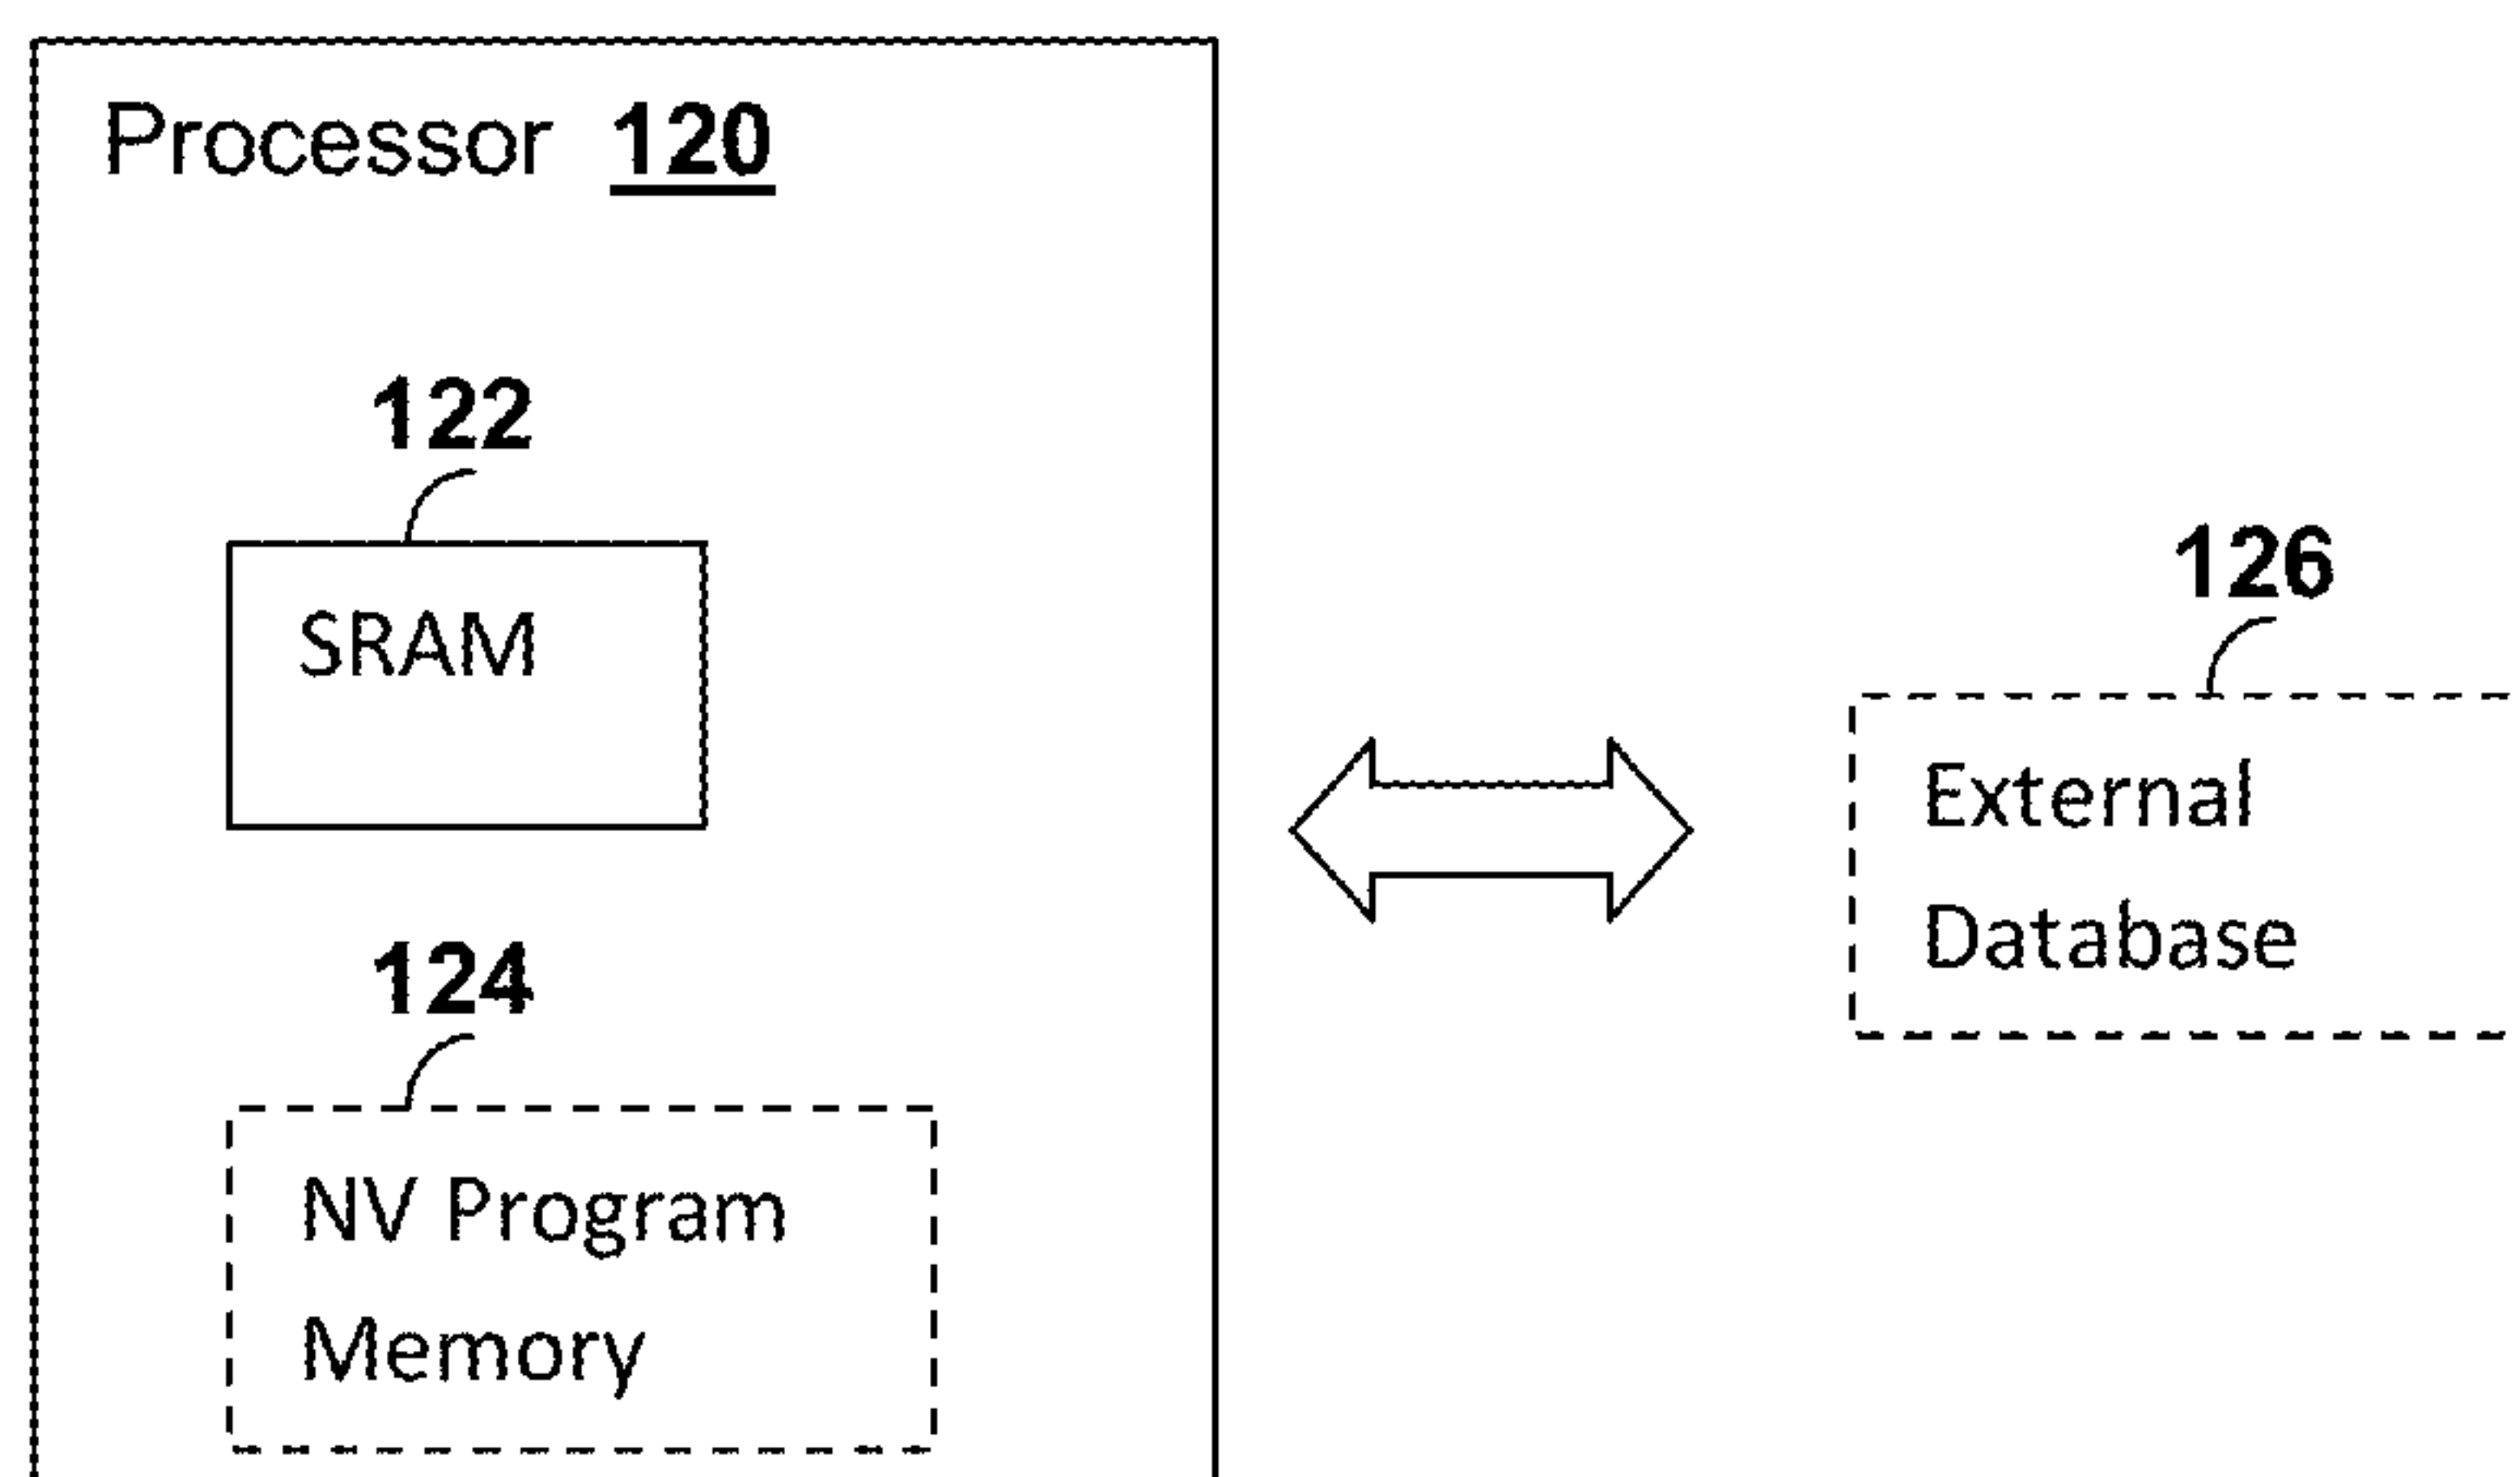 Processor 120
122
SRAM
126
External
Database
124
NV Program
Memory